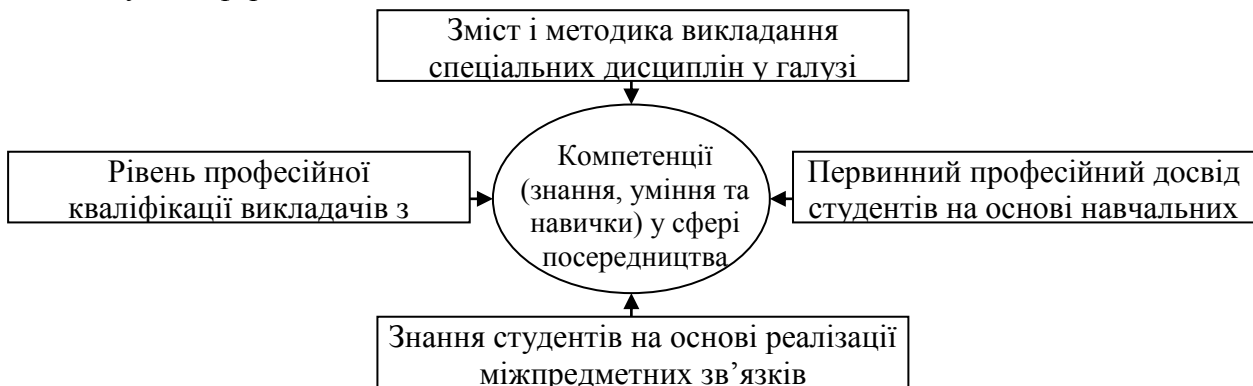 Зміст і методика викладання
спеціальних дисциплін у галузі
Рівень професійної
кваліфікації викладачів з
Компетенції
(знання, уміння та
навички) у сфері
посередництва
Первинний професійний досвід
студентів на основі навчальних
Знання студентів на основі реалізації
міжпредметних зв’язків